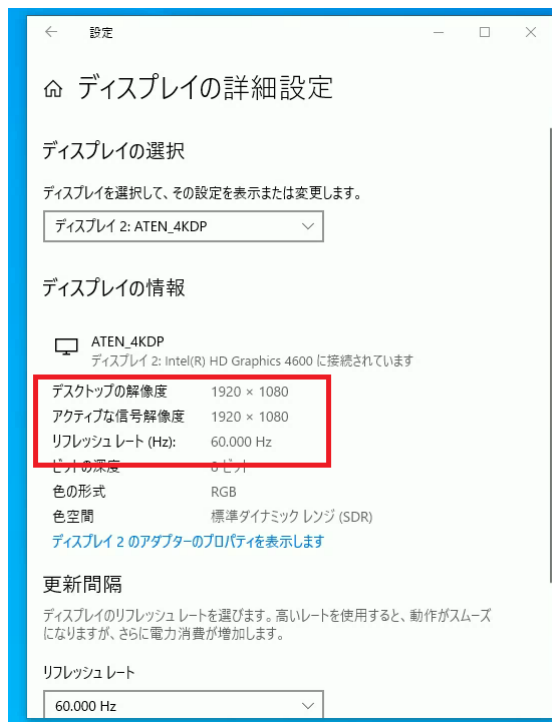 設定
ディスプレイの詳細設定
ディスプレイの選択
ディスプレイを選択して、その設定を表示または変更します。
ディスプレイ 2: ATEN_4KDP
ディスプレイの情報
ATEN_4KDP
ディスプレイ 2: Intel(R) HD Graphics 4600 に接続されています
デスクトップの解像度 1920 × 1080
アクティブな信号解像度 1920 × 1080
リフレッシュ レート (Hz): 60.000 Hz
ビットの深度 8 ビット
色の形式 RGB
色空間 標準ダイナミック レンジ (SDR)
ディスプレイ 2 のアダプターのプロパティを表示します
更新間隔
ディスプレイのリフレッシュ レートを選びます。高いレートを使用すると、動作がスムーズ
になりますが、さらに電力消費が増加します。
リフレッシュ レート
60.000 Hz